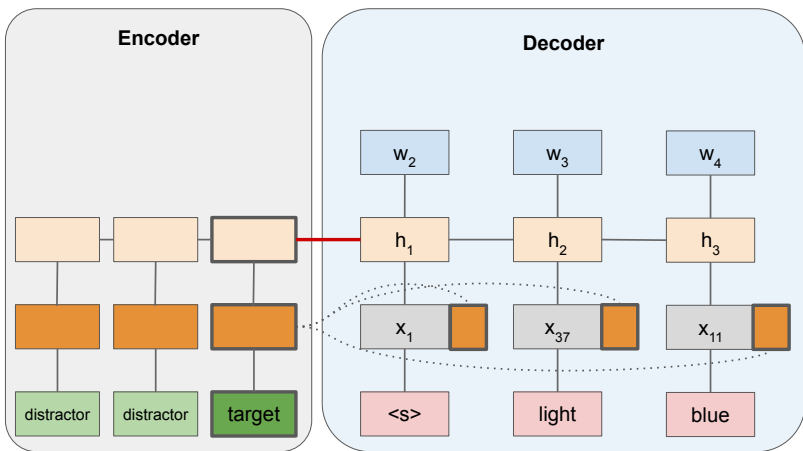 Encoder
Decoder
w₂ w₃ w₄
h₁ h₂ h₃
x₁ x₃₇ x₁₁
distractor distractor target <s> light blue